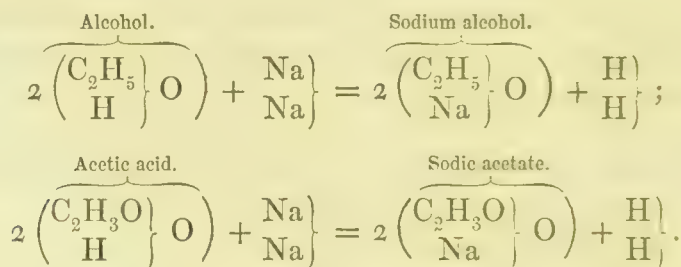 Alcohol. Sodium alcohol.
2 (C₂H₅ H} O) + Na Na} = 2 (C₂H₅ Na} O) + H H} ;
Acetic acid. Sodic acetate.
2 (C₂H₃O H} O) + Na Na} = 2 (C₂H₃O Na} O) + H H} .